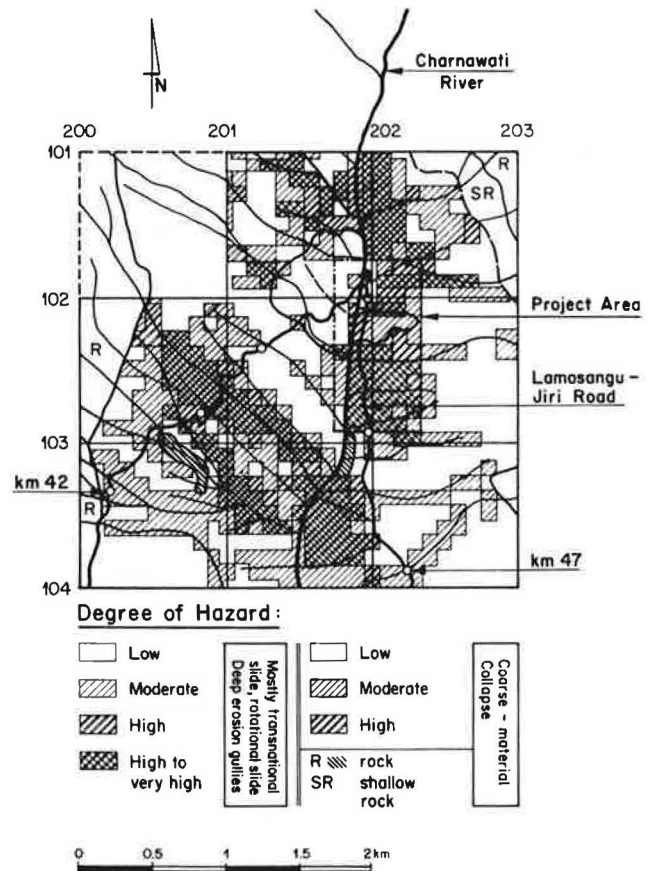 Charnawati
River
N
200
201
202
203
101
R
SR
102
Project Area
R
Lamosangu –
Jiri Road
103
km 42
R
km 47
104
Degree of Hazard :
Low
Moderate
High
High to
very high
Mostly transnational
slide, rotational slide
Deep erosion gullies
Low
Moderate
High
R rock
SR shallow
rock
Coarse - material
Collapse
0 0.5 1 1.5 2 km